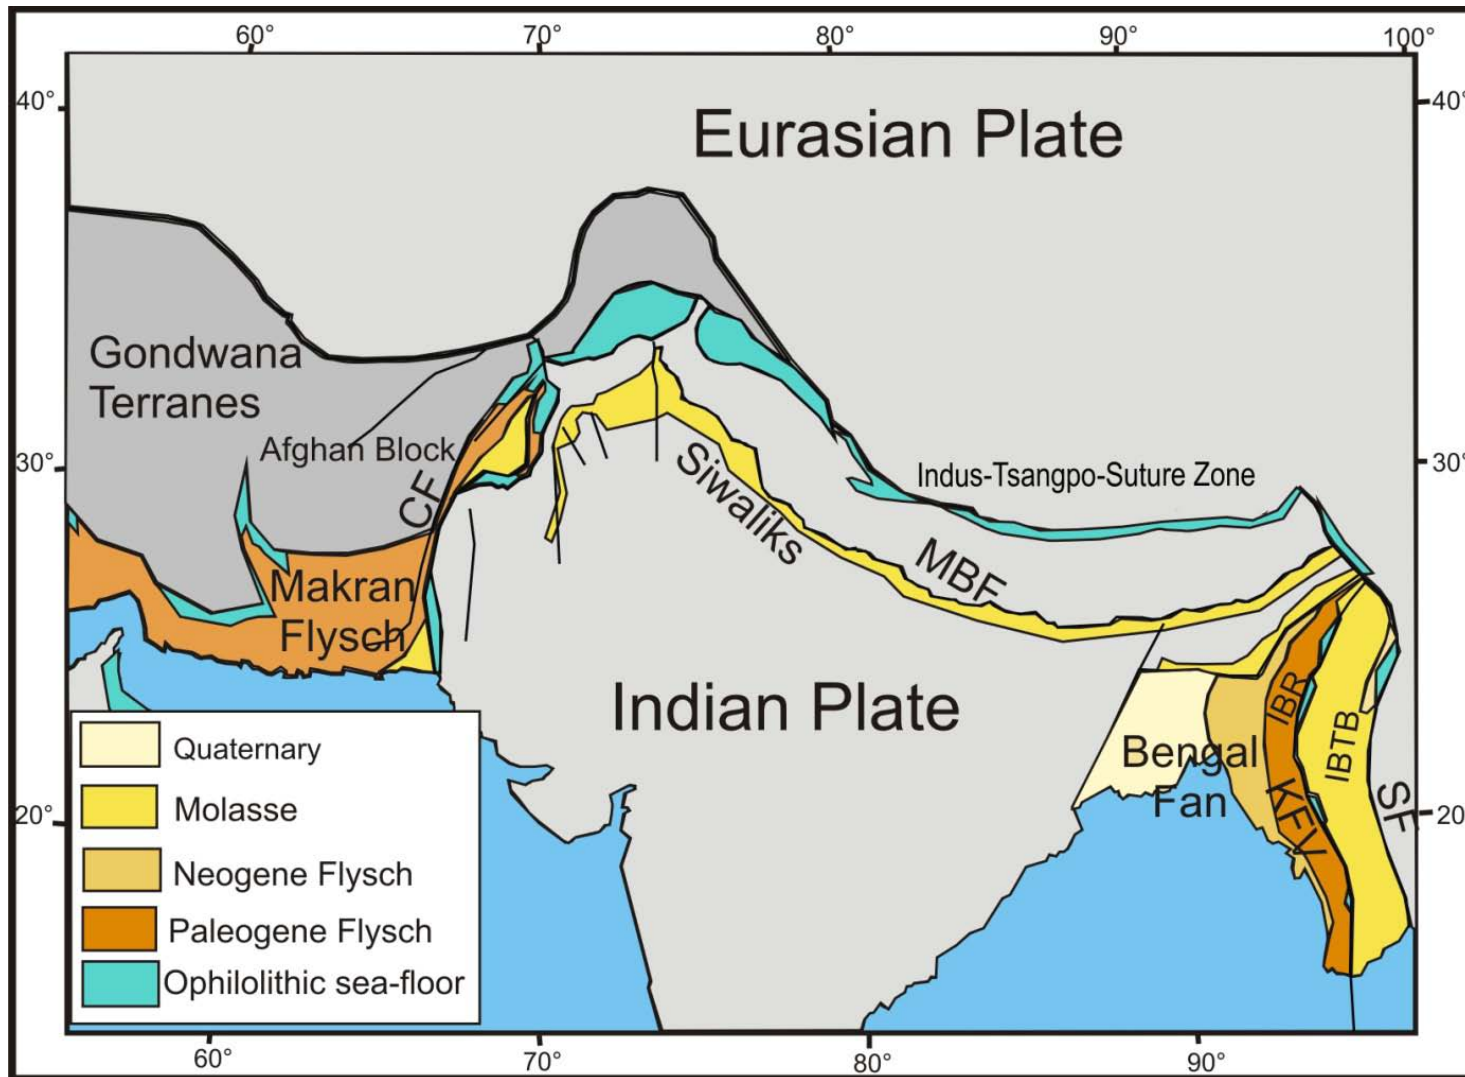 60°
70°
80°
90°
100°
40°
40°
Eurasian Plate
Gondwana
Terranes
Afghan Block
CF
30°
30°
Siwaliks
Indus-Tsangpo-Suture Zone
MBF
Makran
Flysch
Indian Plate
IBR
IBTB
Bengal
Fan
KFV
SF
20°
20°
Quaternary
Molasse
Neogene Flysch
Paleogene Flysch
Ophilolithic sea-floor
60°
70°
80°
90°